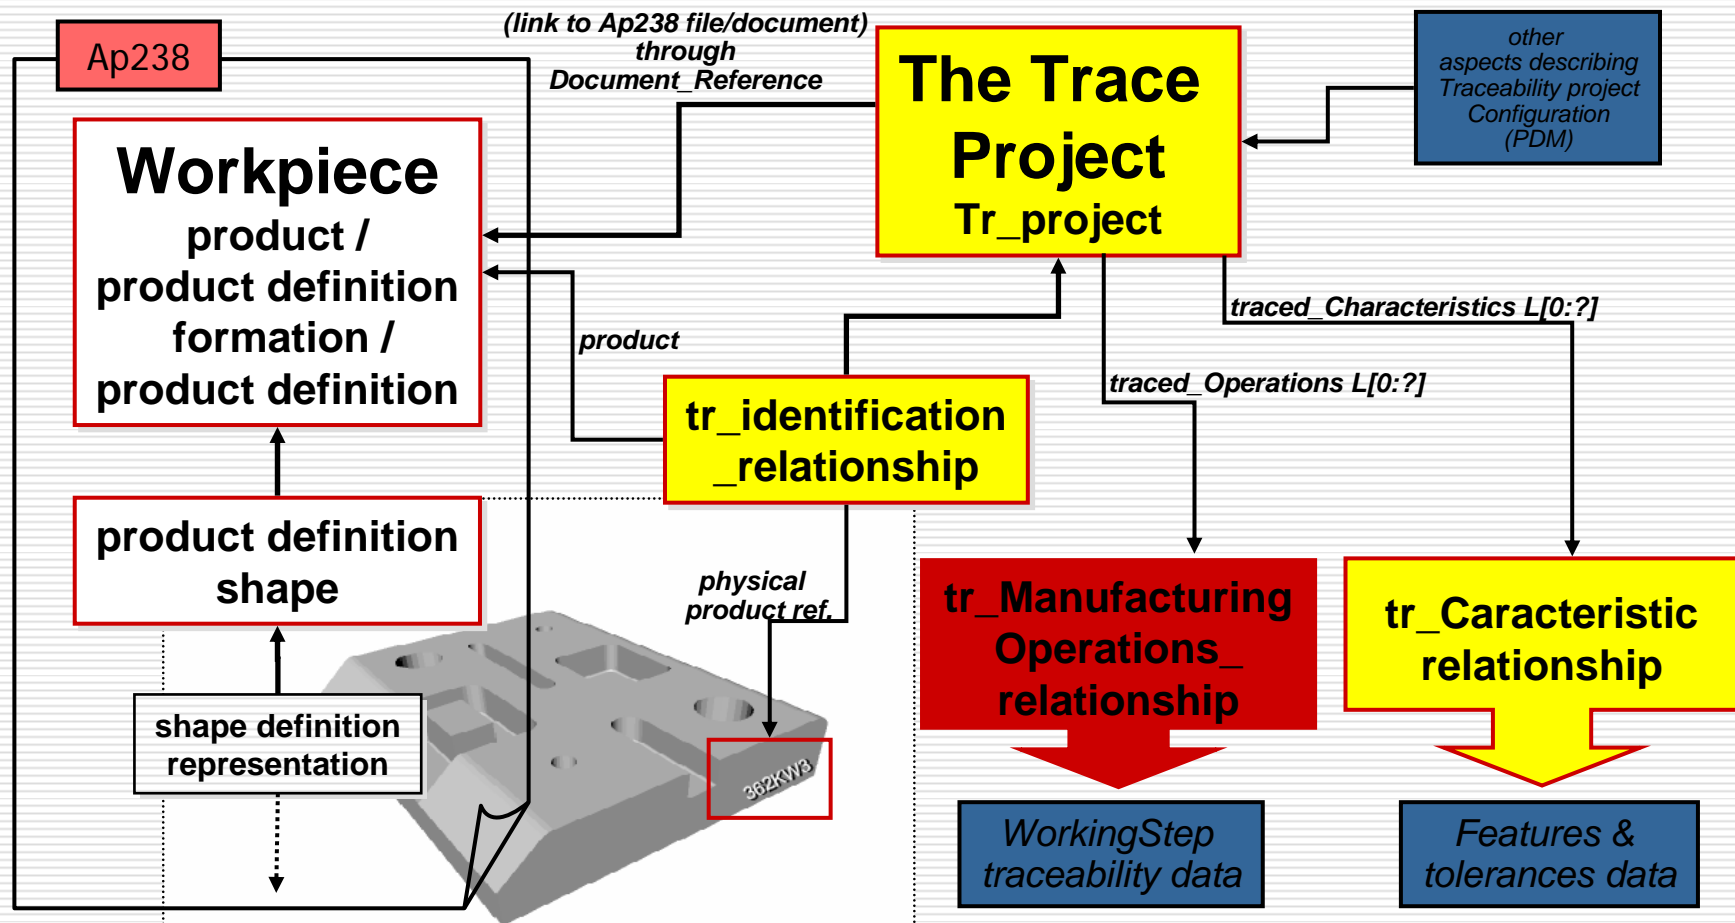 Ap238
(link to Ap238 file/document)
through
Document_Reference
The Trace
Project
Tr_project
other
aspects describing
Traceability project
Configuration
(PDM)
Workpiece
product /
product definition
formation /
product definition
product
traced_Characteristics L[0:?]
traced_Operations L[0:?]
tr_identification
_relationship
product definition
shape
physical
product ref.
tr_Manufacturing
Operations_
relationship
tr_Caracteristic
relationship
shape definition
representation
362KW3
WorkingStep
traceability data
Features &
tolerances data